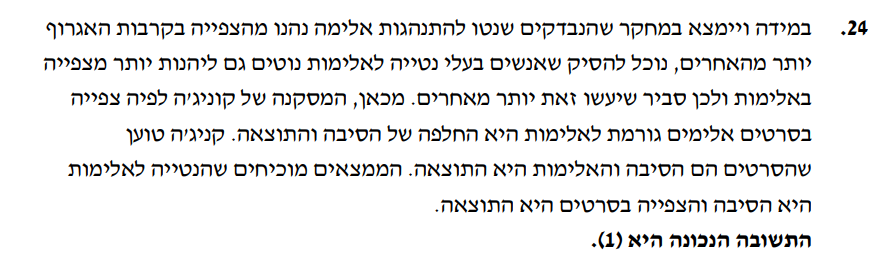 24. במידה ויימצא במחקר שהנבדקים שנטו להתנהגות אלימה נהנו מהצפייה בקרבות האגרוף
יותר מהאחרים, נוכל להסיק שאנשים בעלי נטייה לאלימות נוטים גם ליהנות יותר מצפייה
באלימות ולכן סביר שיעשו זאת יותר מאחרים. מכאן, המסקנה של קוניג'ה לפיה צפייה
בסרטים אלימים גורמת לאלימות היא החלפה של הסיבה והתוצאה. קניג'ה טוען
שהסרטים הם הסיבה והאלימות היא התוצאה. הממצאים מוכיחים שהנטייה לאלימות
היא הסיבה והצפייה בסרטים היא התוצאה.
התשובה הנכונה היא (1).